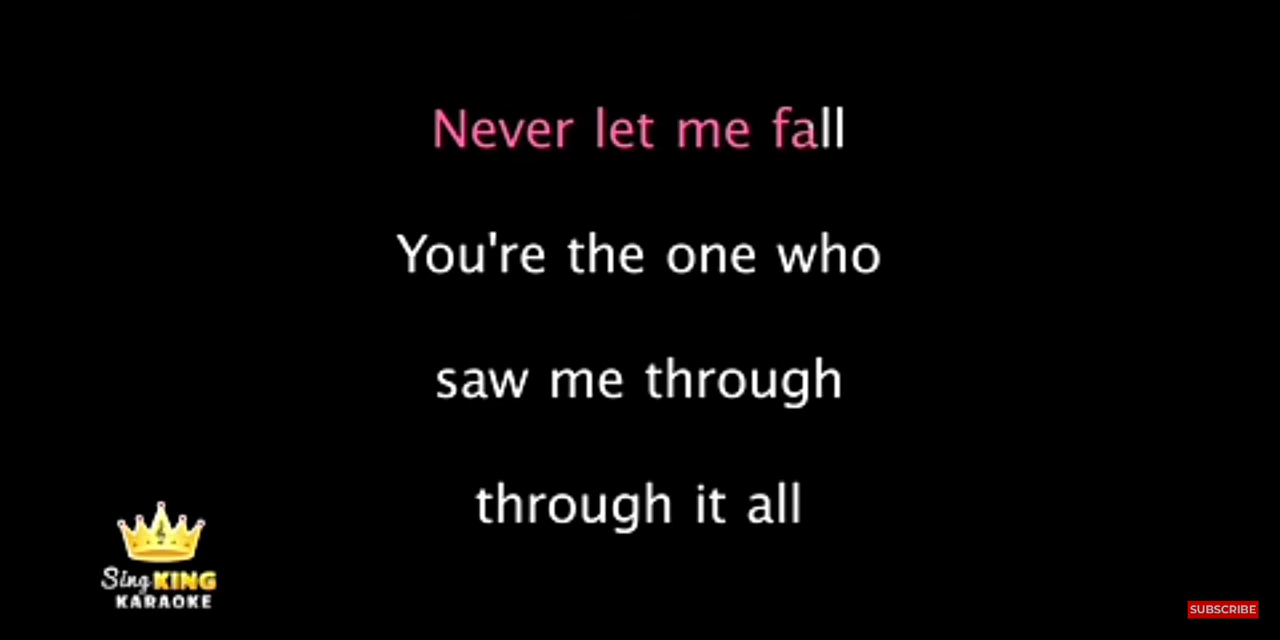 Never let me fall
You're the one who
saw me through
through it all
Sing KING
KARAOKE
SUBSCRIBE